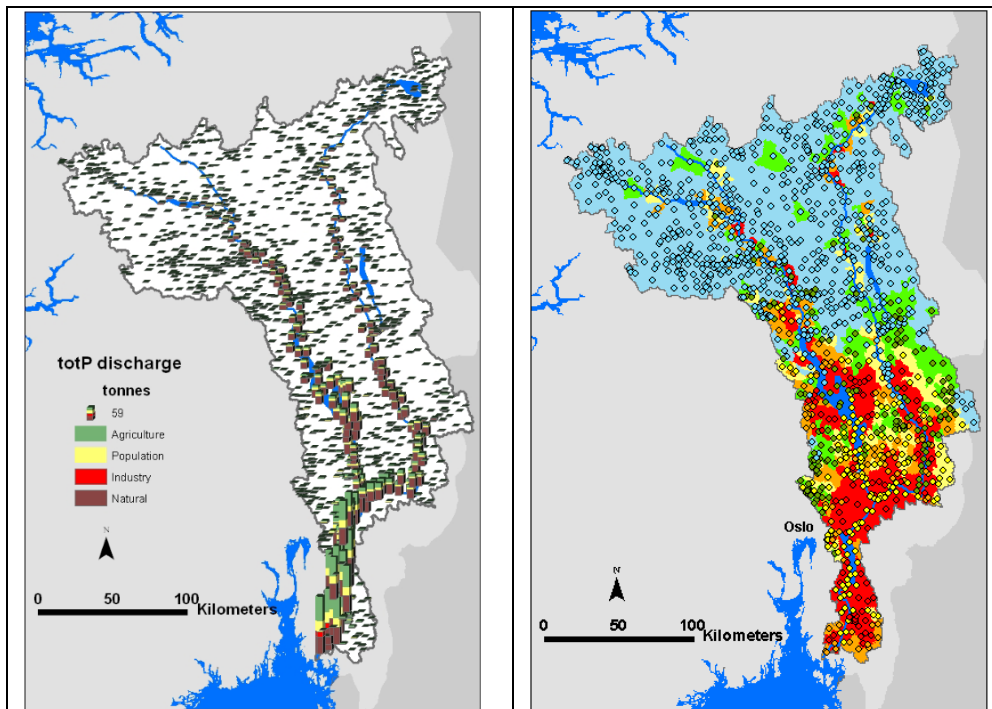 totP discharge
tonnes
59
Agriculture
Population
Industry
Natural
N
0 50 100
Kilometers
Oslo
N
0 50 100
Kilometers